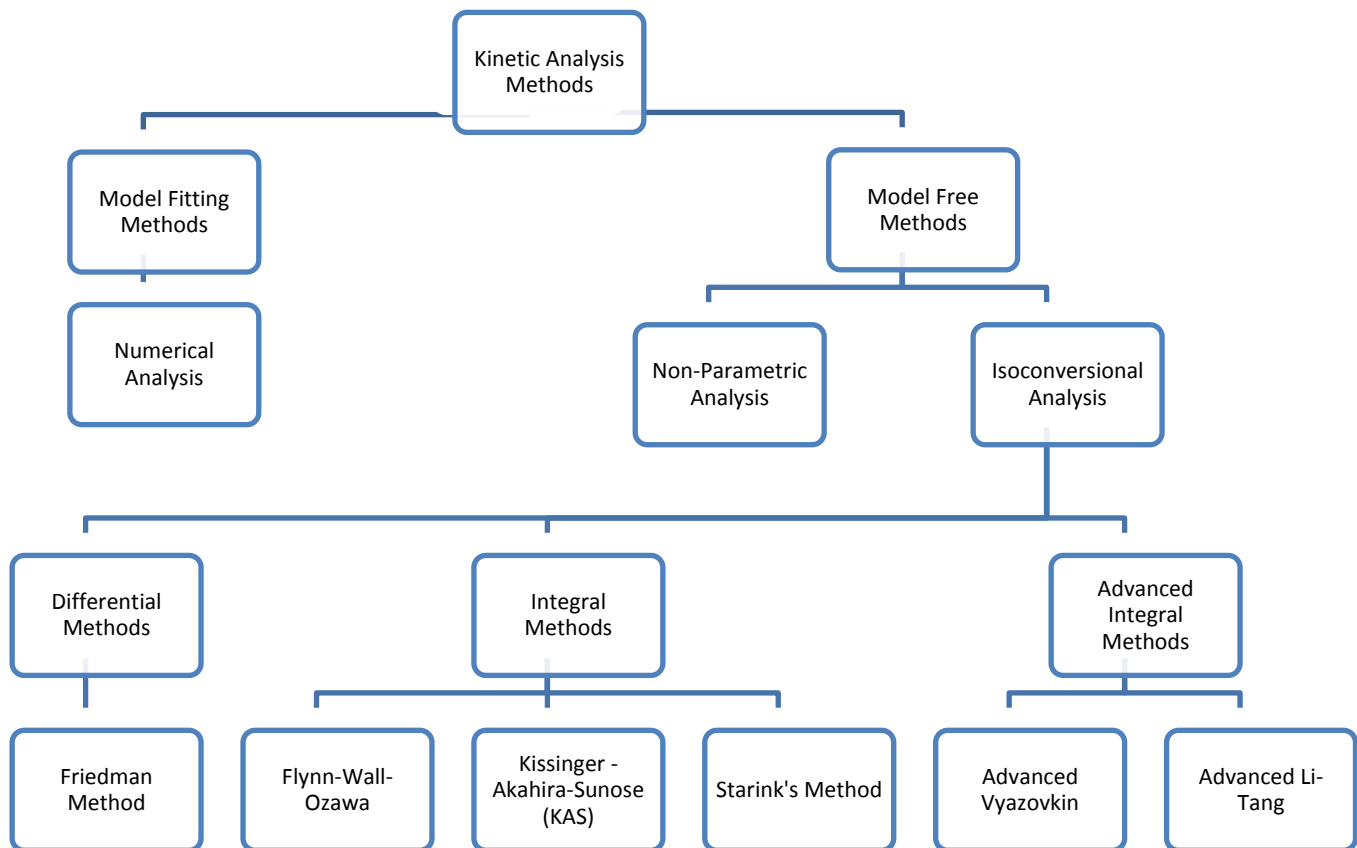 Kinetic Analysis
Methods
Model Fitting
Methods
Model Free
Methods
Numerical
Analysis
Non-Parametric
Analysis
Isoconversional
Analysis
Differential
Methods
Integral
Methods
Advanced
Integral
Methods
Friedman
Method
Flynn-Wall-
Ozawa
Kissinger -
Akahira-Sunose
(KAS)
Starink's Method
Advanced
Vyazovkin
Advanced Li-
Tang